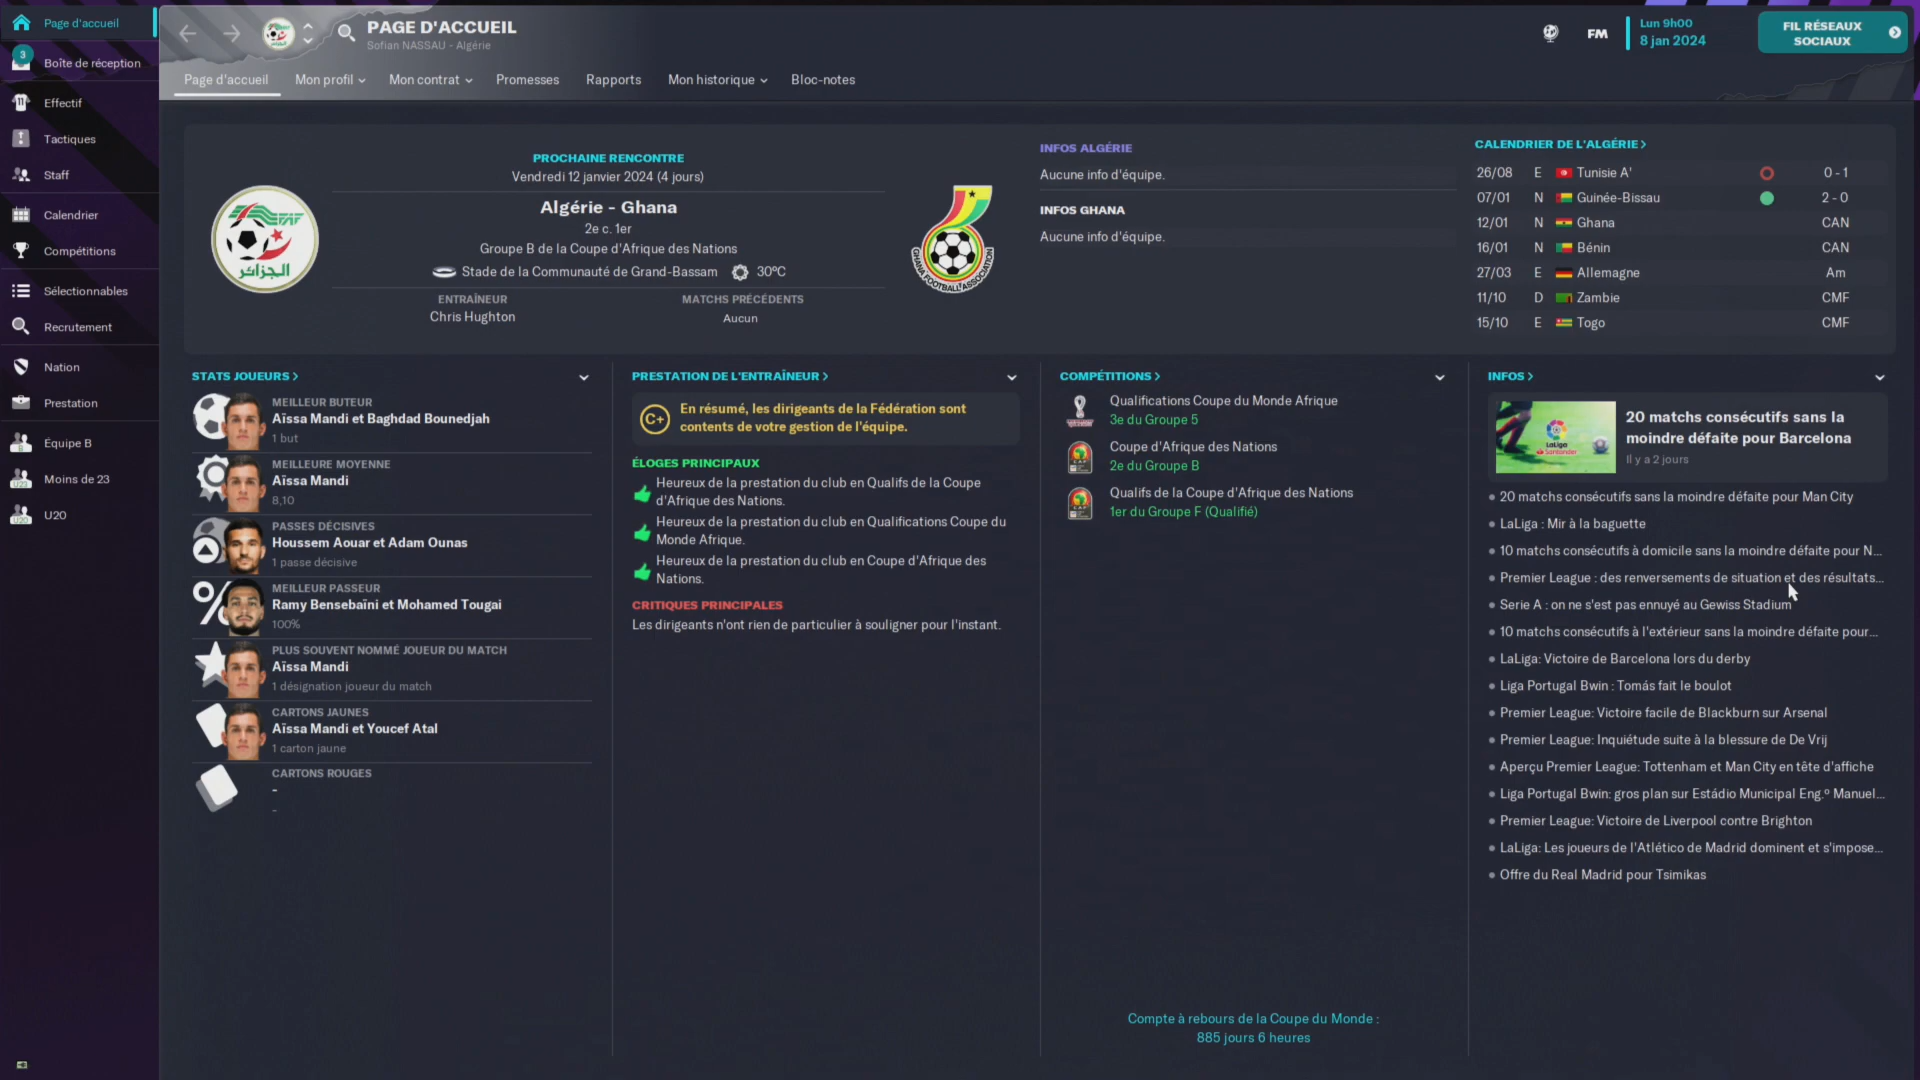 Page d'accueil
3
Boîte de réception
Effectif
Tactiques
Staff
Calendrier
Compétitions
Sélectionnables
Recrutement
Nation
Prestation
Équipe B
Moins de 23
U20
PAGE D'ACCUEIL
Sofian NASSAU - Algérie
FM
Lun 9h00
8 jan 2024
FIL RÉSEAUX
SOCIAUX
Page d'accueil
Mon profil
Mon contrat
Promesses
Rapports
Mon historique
Bloc-notes
PROCHAINE RENCONTRE
Vendredi 12 janvier 2024 (4 jours)
Algérie - Ghana
2e c. 1er
Groupe B de la Coupe d'Afrique des Nations
Stade de la Communauté de Grand-Bassam 30°C
ENTRAÎNEUR
Chris Hughton
MATCHS PRÉCÉDENTS
Aucun
FAF
الجزائر
GHANA FOOTBALL ASSOCIATION
INFOS ALGÉRIE
Aucune info d'équipe.
INFOS GHANA
Aucune info d'équipe.
CALENDRIER DE L'ALGÉRIE
26/08 E Tunisie A' 0 - 1
07/01 N Guinée-Bissau 2 - 0
12/01 N Ghana CAN
16/01 N Bénin CAN
27/03 E Allemagne Am
11/10 D Zambie CMF
15/10 E Togo CMF
STATS JOUEURS
MEILLEUR BUTEUR
Aïssa Mandi et Baghdad Bounedjah
1 but
MEILLEURE MOYENNE
Aïssa Mandi
8,10
PASSES DÉCISIVES
Houssem Aouar et Adam Ounas
1 passe décisive
%
MEILLEUR PASSEUR
Ramy Bensebaïni et Mohamed Tougai
100%
PLUS SOUVENT NOMMÉ JOUEUR DU MATCH
Aïssa Mandi
1 désignation joueur du match
CARTONS JAUNES
Aïssa Mandi et Youcef Atal
1 carton jaune
CARTONS ROUGES
-
-
PRESTATION DE L'ENTRAÎNEUR
C+
En résumé, les dirigeants de la Fédération sont
contents de votre gestion de l'équipe.
ÉLOGES PRINCIPAUX
Heureux de la prestation du club en Qualifs de la Coupe
d'Afrique des Nations.
Heureux de la prestation du club en Qualifications Coupe du
Monde Afrique.
Heureux de la prestation du club en Coupe d'Afrique des
Nations.
CRITIQUES PRINCIPALES
Les dirigeants n'ont rien de particulier à souligner pour l'instant.
COMPÉTITIONS
Qualifications Coupe du Monde Afrique
3e du Groupe 5
Coupe d'Afrique des Nations
2e du Groupe B
Qualifs de la Coupe d'Afrique des Nations
1er du Groupe F (Qualifié)
Compte à rebours de la Coupe du Monde :
885 jours 6 heures
INFOS
LaLiga
Santander
20 matchs consécutifs sans la
moindre défaite pour Barcelona
Il y a 2 jours
20 matchs consécutifs sans la moindre défaite pour Man City
LaLiga : Mir à la baguette
10 matchs consécutifs à domicile sans la moindre défaite pour N...
Premier League : des renversements de situation et des résultats...
Serie A : on ne s'est pas ennuyé au Gewiss Stadium
10 matchs consécutifs à l'extérieur sans la moindre défaite pour...
LaLiga: Victoire de Barcelona lors du derby
Liga Portugal Bwin : Tomás fait le boulot
Premier League: Victoire facile de Blackburn sur Arsenal
Premier League: Inquiétude suite à la blessure de De Vrij
Aperçu Premier League: Tottenham et Man City en tête d'affiche
Liga Portugal Bwin: gros plan sur Estádio Municipal Eng.º Manuel...
Premier League: Victoire de Liverpool contre Brighton
LaLiga: Les joueurs de l'Atlético de Madrid dominent et s'impose...
Offre du Real Madrid pour Tsimikas